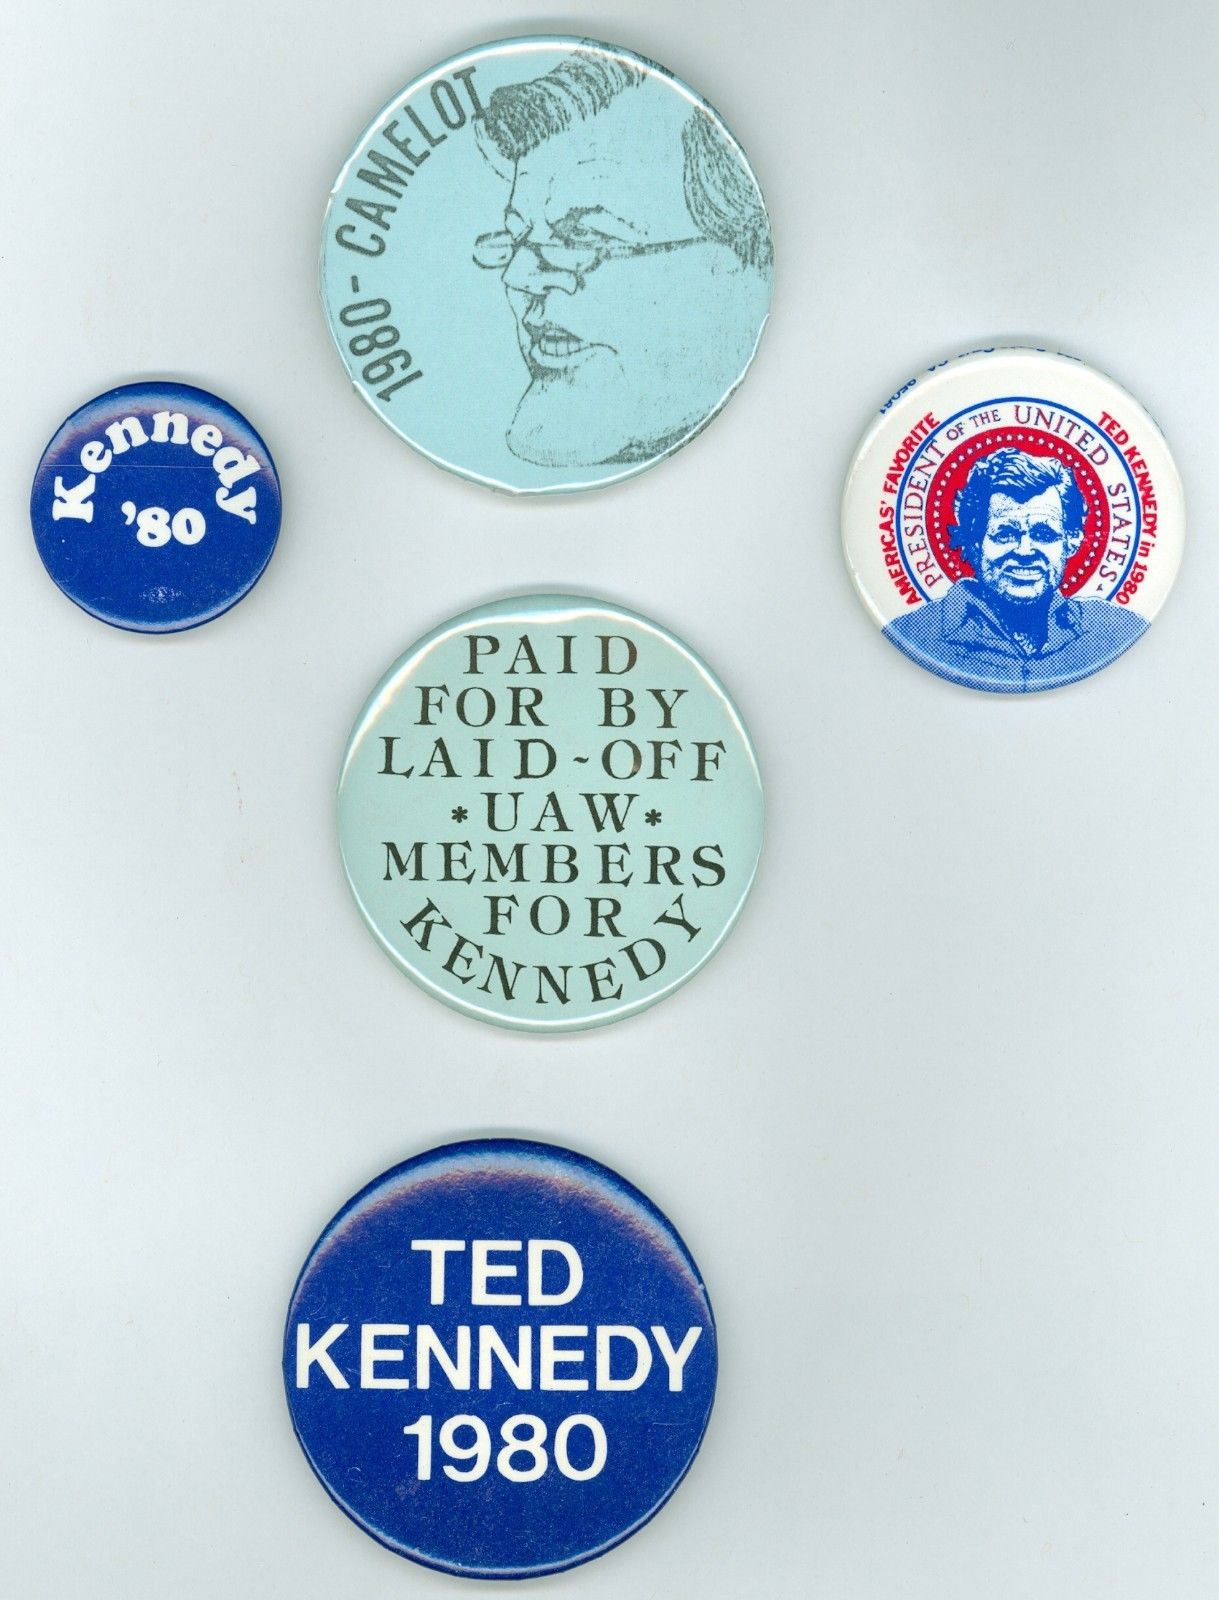 1980 - CAMELOT
Kennedy
'80
AMERICAS' FAVORITE
TED KENNEDY in 1980
PRESIDENT OF THE UNITED STATES
PAID
FOR BY
LAID-OFF
*UAW*
MEMBERS
FOR
KENNEDY
TED
KENNEDY
1980